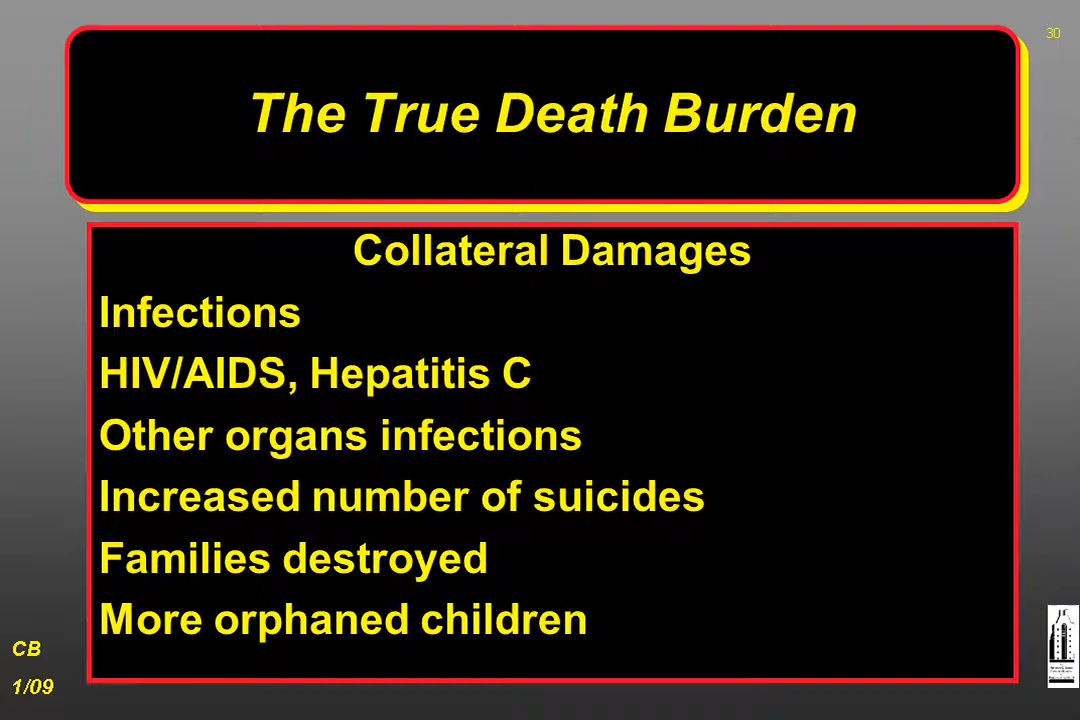 30
The True Death Burden
Collateral Damages
Infections
HIV/AIDS, Hepatitis C
Other organs infections
Increased number of suicides
Families destroyed
More orphaned children
CB
1/09